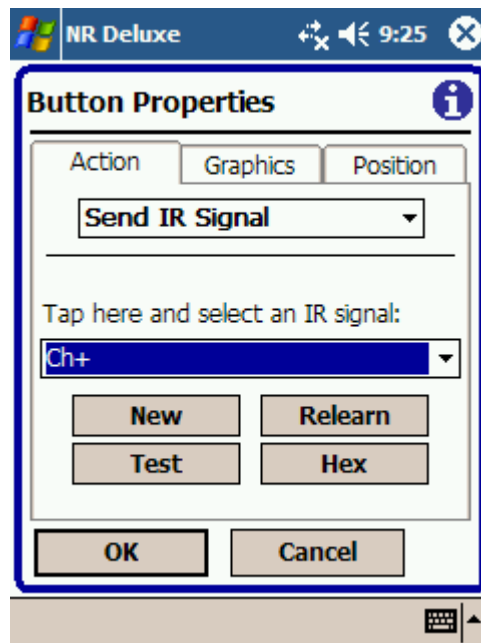 NR Deluxe 9:25
Button Properties
Action Graphics Position
Send IR Signal
Tap here and select an IR signal:
Ch+
New Relearn
Test Hex
OK Cancel